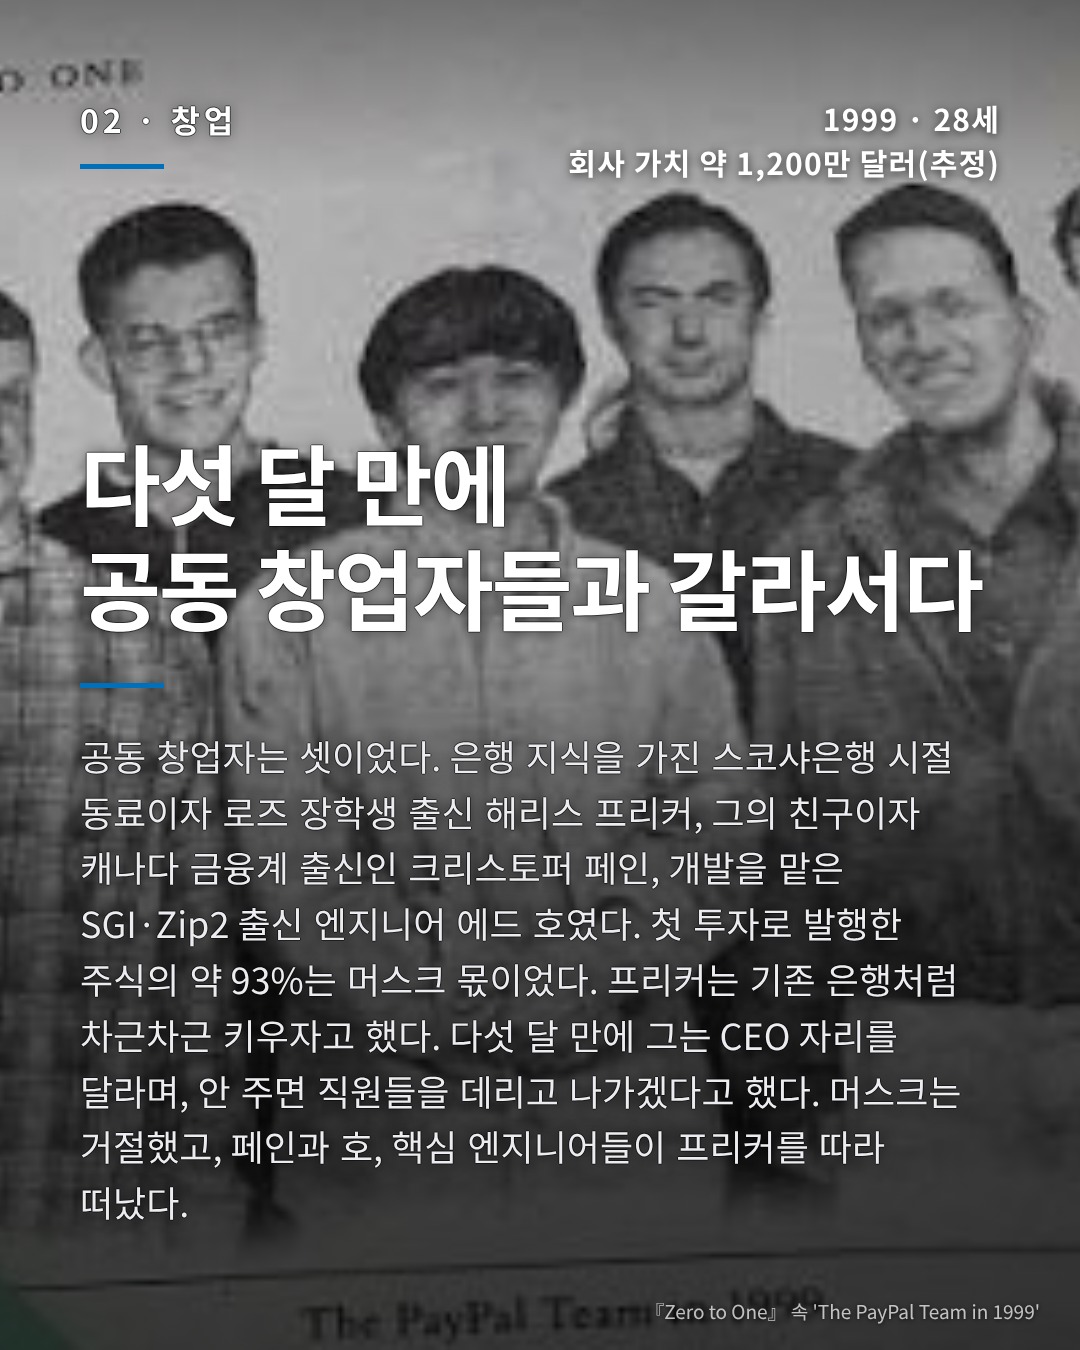 O ONE
02 · 창업
1999 · 28세
회사 가치 약 1,200만 달러(추정)
다섯 달 만에
공동 창업자들과 갈라서다
공동 창업자는 셋이었다. 은행 지식을 가진 스코샤은행 시절
동료이자 로즈 장학생 출신 해리스 프리커, 그의 친구이자
캐나다 금융계 출신인 크리스토퍼 페인, 개발을 맡은
SGI·Zip2 출신 엔지니어 에드 호였다. 첫 투자로 발행한
주식의 약 93%는 머스크 몫이었다. 프리커는 기존 은행처럼
차근차근 키우자고 했다. 다섯 달 만에 그는 CEO 자리를
달라며, 안 주면 직원들을 데리고 나가겠다고 했다. 머스크는
거절했고, 페인과 호, 핵심 엔지니어들이 프리커를 따라
떠났다.
The PayPal Team in 1999
『Zero to One』 속 'The PayPal Team in 1999'